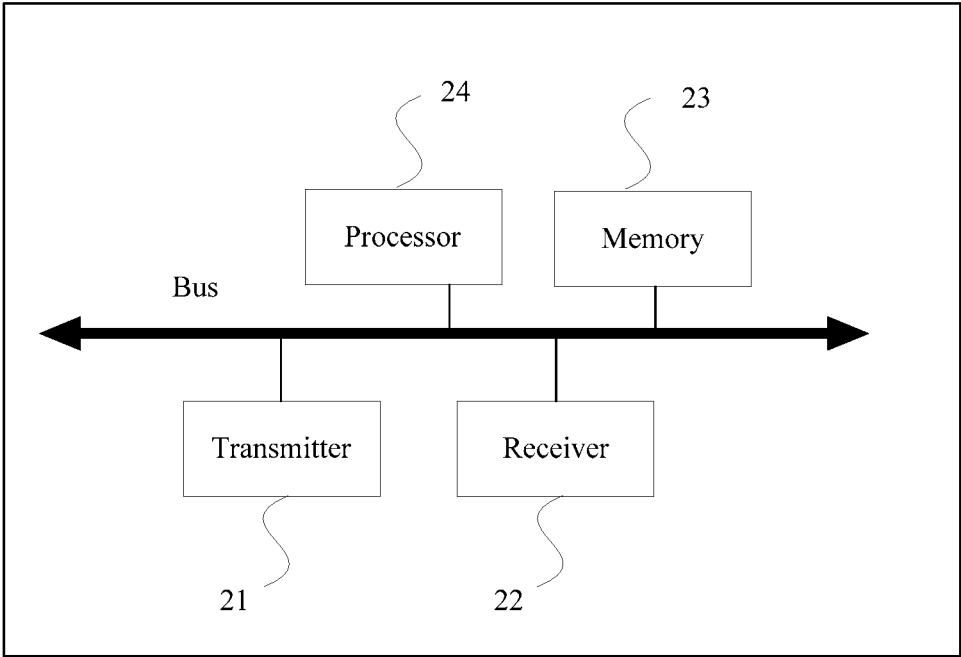 24
23
Processor
Memory
Bus
Transmitter
Receiver
21
22